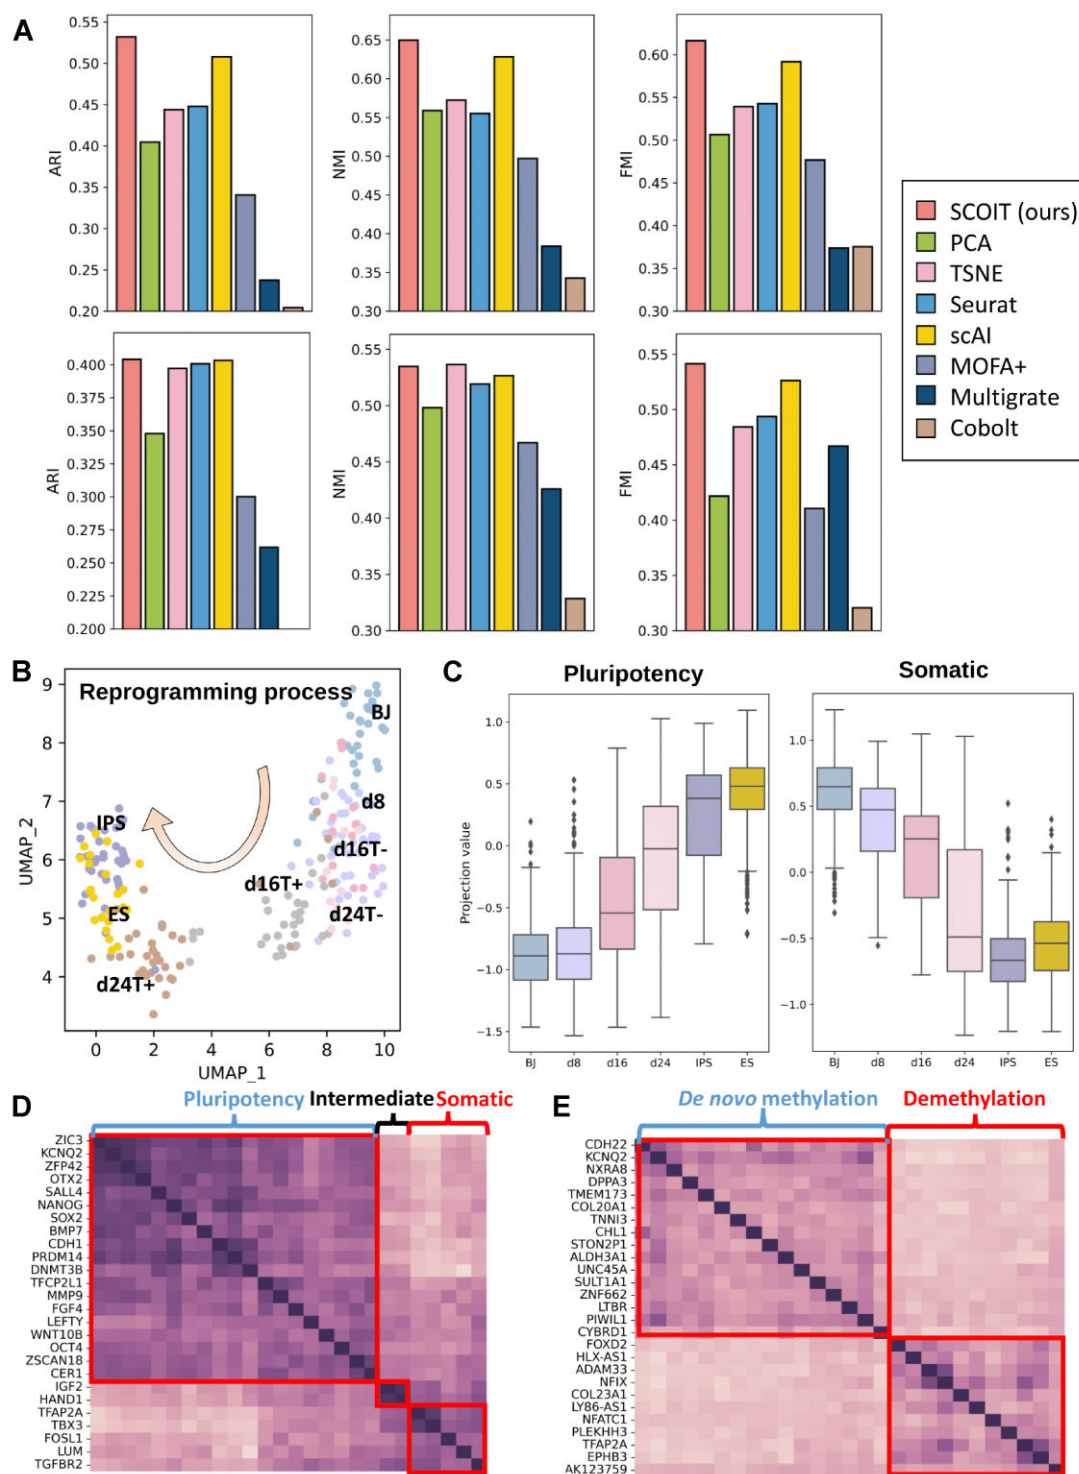 A
0.55
0.50
0.45
0.40
0.35
0.30
0.25
0.20
ARI
0.65
0.60
0.55
0.50
0.45
0.40
0.35
0.30
NMI
0.60
0.55
0.50
0.45
0.40
0.35
0.30
FMI
SCOIT (ours)
PCA
TSNE
Seurat
scAI
MOFA+
Multigrate
Cobolt
0.400
0.375
0.350
0.325
0.300
0.275
0.250
0.225
0.200
ARI
0.55
0.50
0.45
0.40
0.35
0.30
NMI
0.55
0.50
0.45
0.40
0.35
0.30
FMI
B
Reprogramming process
BJ
d8
IPS
d16T-
d16T+
ES
d24T-
d24T+
9
8
7
6
5
4
UMAP_2
0 2 4 6 8 10
UMAP_1
C
Pluripotency
1.0
0.5
0.0
−0.5
−1.0
−1.5
Projection value
BJ d8 d16 d24 IPS ES
Somatic
1.0
0.5
0.0
−0.5
−1.0
BJ d8 d16 d24 IPS ES
D
Pluripotency Intermediate Somatic
ZIC3
KCNQ2
ZFP42
OTX2
SALL4
NANOG
SOX2
BMP7
CDH1
PRDM14
DNMT3B
TFCP2L1
MMP9
FGF4
LEFTY
WNT10B
OCT4
ZSCAN18
CER1
IGF2
HAND1
TFAP2A
TBX3
FOSL1
LUM
TGFBR2
E
De novo methylation Demethylation
CDH22
KCNQ2
NXRA8
DPPA3
TMEM173
COL20A1
TNNI3
CHL1
STON2P1
ALDH3A1
UNC45A
SULT1A1
ZNF662
LTBR
PIWIL1
CYBRD1
FOXD2
HLX-AS1
ADAM33
NFIX
COL23A1
LY86-AS1
NFATC1
PLEKHH3
TFAP2A
EPHB3
AK123759